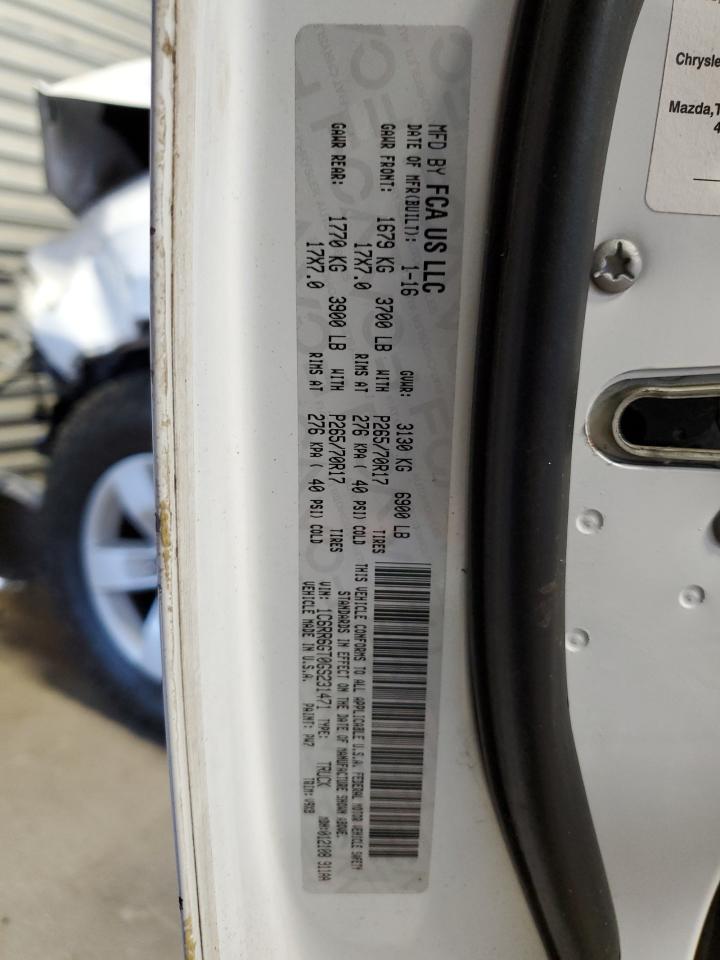 MFD BY FCA US LLC
DATE OF MFR(BUILT): 1-16
GVWR: 3130 KG 6900 LB
GAWR FRONT: 1679 KG 3700 LB WITH P265/70R17 TIRES
17X7.0 RIMS AT 276 KPA ( 40 PSI) COLD
GAWR REAR: 1770 KG 3900 LB WITH P265/70R17 TIRES
17X7.0 RIMS AT 276 KPA ( 40 PSI) COLD
THIS VEHICLE CONFORMS TO ALL APPLICABLE U.S.A. FEDERAL MOTOR VEHICLE SAFETY
STANDARDS IN EFFECT ON THE DATE OF MANUFACTURE SHOWN ABOVE.
VIN: 1C6RR6GT0GS231471 TYPE: TRUCK
VEHICLE MADE IN U.S.A. PAINT: PW7 TRIM:
Mazda,
4